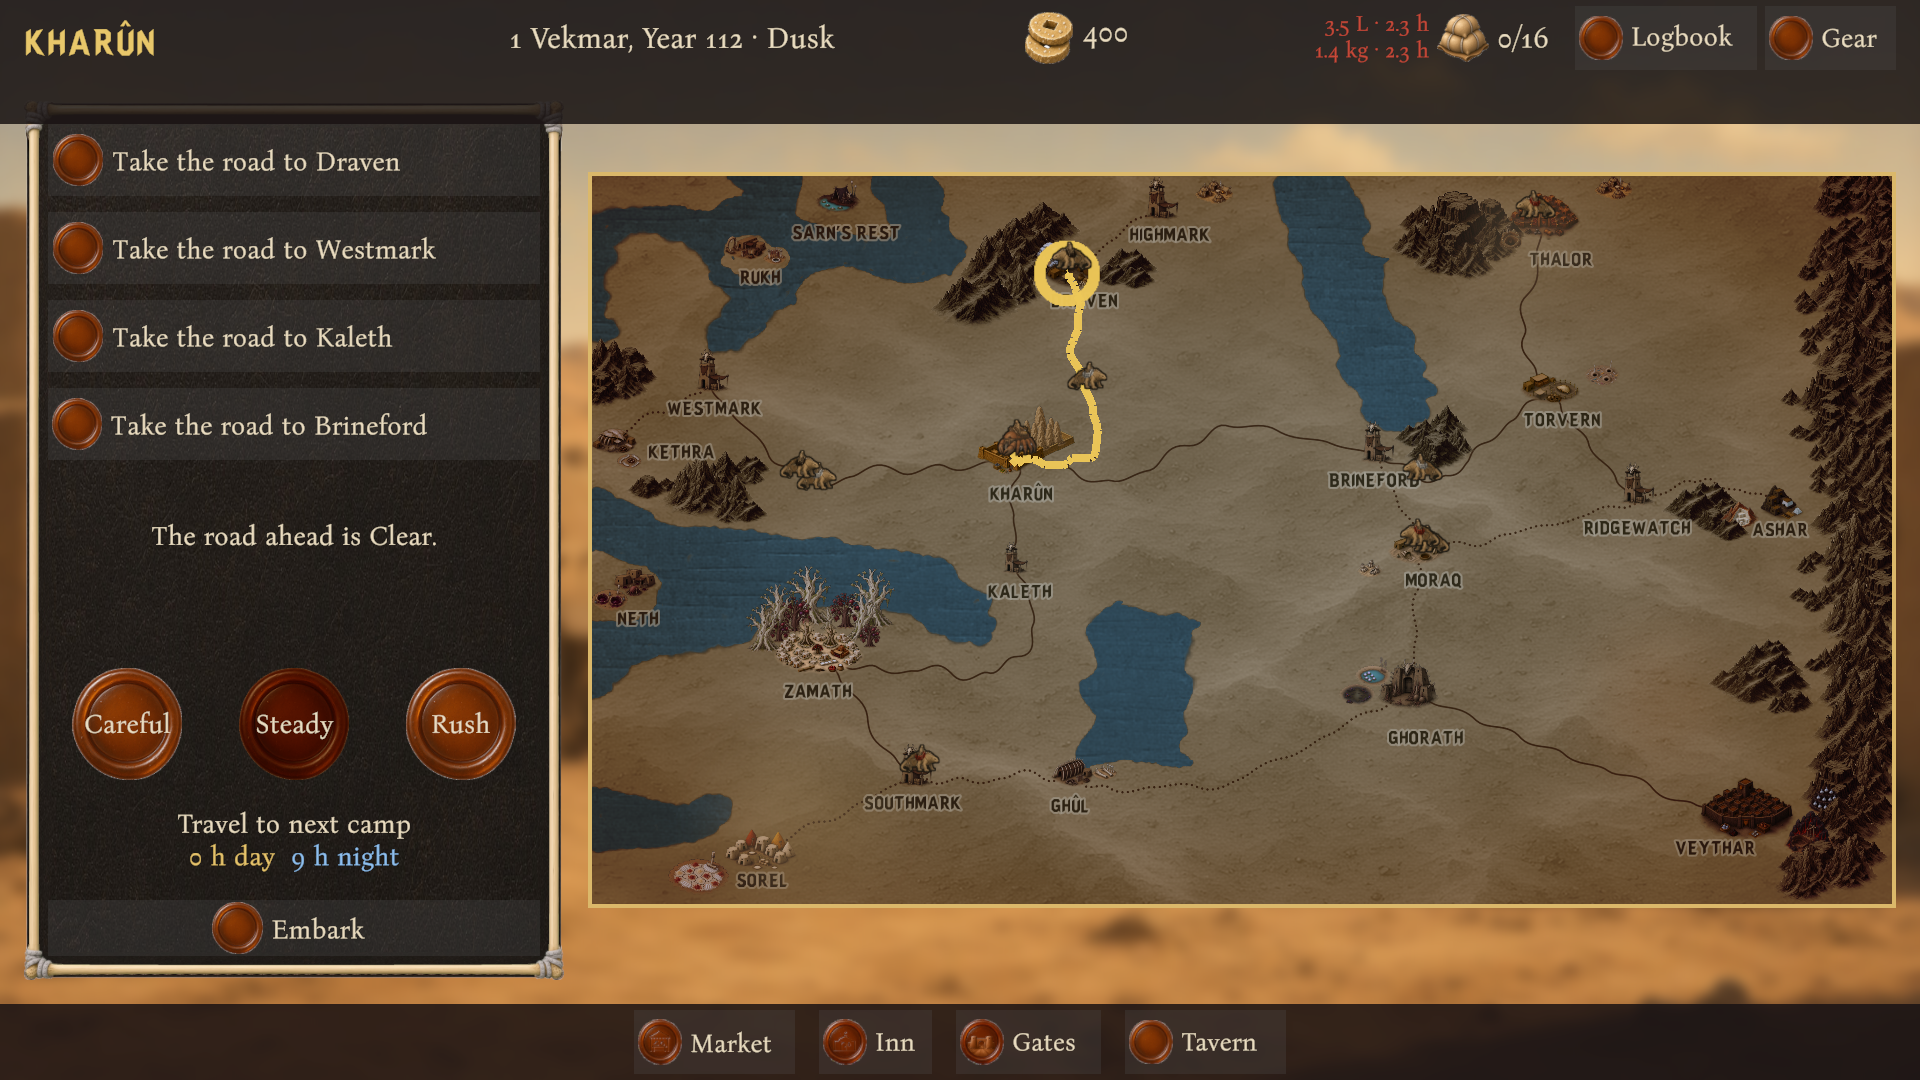 KHARÛN
1 Vekmar, Year 112 · Dusk
400
3.5 L · 2.3 h
1.4 kg · 2.3 h
0/16
Logbook
Gear
Take the road to Draven
Take the road to Westmark
Take the road to Kaleth
Take the road to Brineford
The road ahead is Clear.
Careful
Steady
Rush
Travel to next camp
0 h day 9 h night
Embark
SARN'S REST
HIGHMARK
RUKH
THALOR
WESTMARK
TORVERN
KETHRA
BRINEFORD
KHARÛN
RIDGEWATCH
ASHAR
KALETH
MORAQ
NETH
ZAMATH
GHORATH
SOUTHMARK
GHÛL
VEYTHAR
SOREL
Market
Inn
Gates
Tavern